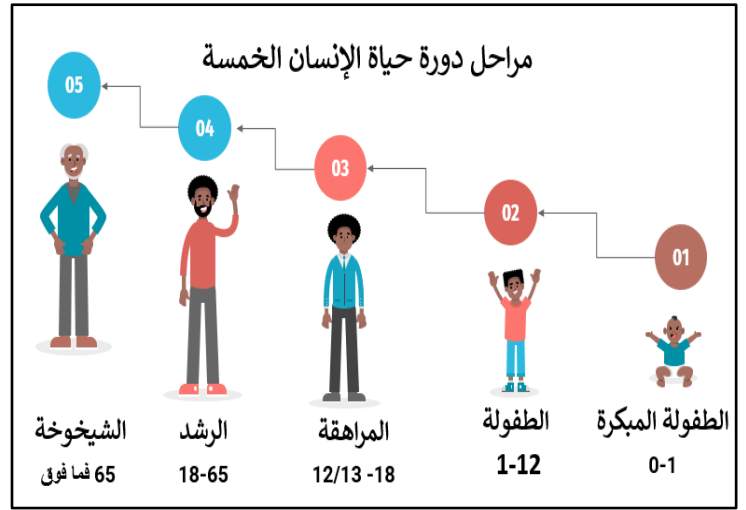 مراحل دورة حياة الإنسان الخمسة
01
02
03
04
05
الطفولة المبكرة
0-1
الطفولة
1-12
المراهقة
12/13 -18
الرشد
18-65
الشيخوخة
65 فما فوق